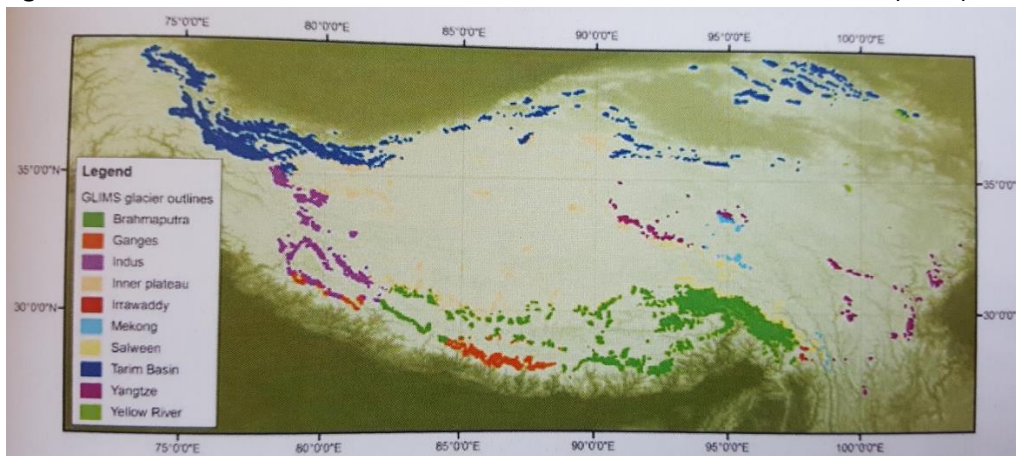 75°0'0"E 80°0'0"E 85°0'0"E 90°0'0"E 95°0'0"E 100°0'0"E
35°0'0"N
35°0'0"N
Legend
GLIMS glacier outlines
Brahmaputra
Ganges
Indus
Inner plateau
Irrawaddy
Mekong
Salween
Tarim Basin
Yangtze
Yellow River
30°0'0"N
30°0'0"N
75°0'0"E 80°0'0"E 85°0'0"E 90°0'0"E 95°0'0"E 100°0'0"E